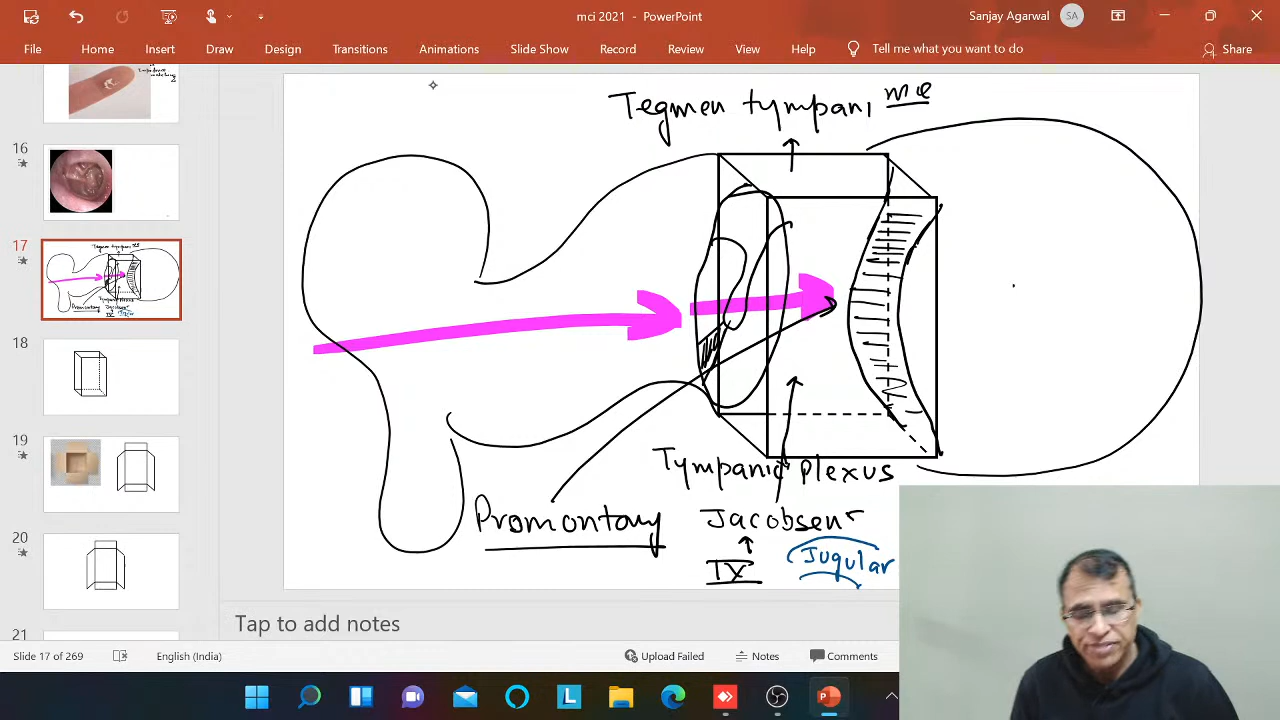 mci 2021 - PowerPoint
Sanjay Agarwal
SA
File Home Insert Draw Design Transitions Animations Slide Show Record Review View Help Tell me what you want to do Share
16
17
18
19
20
21
Tegmen tympani me
Tympanic Plexus
Promontory
Jacobsen
IX
Jugular
Tap to add notes
Slide 17 of 269 English (India) Upload Failed Notes Comments